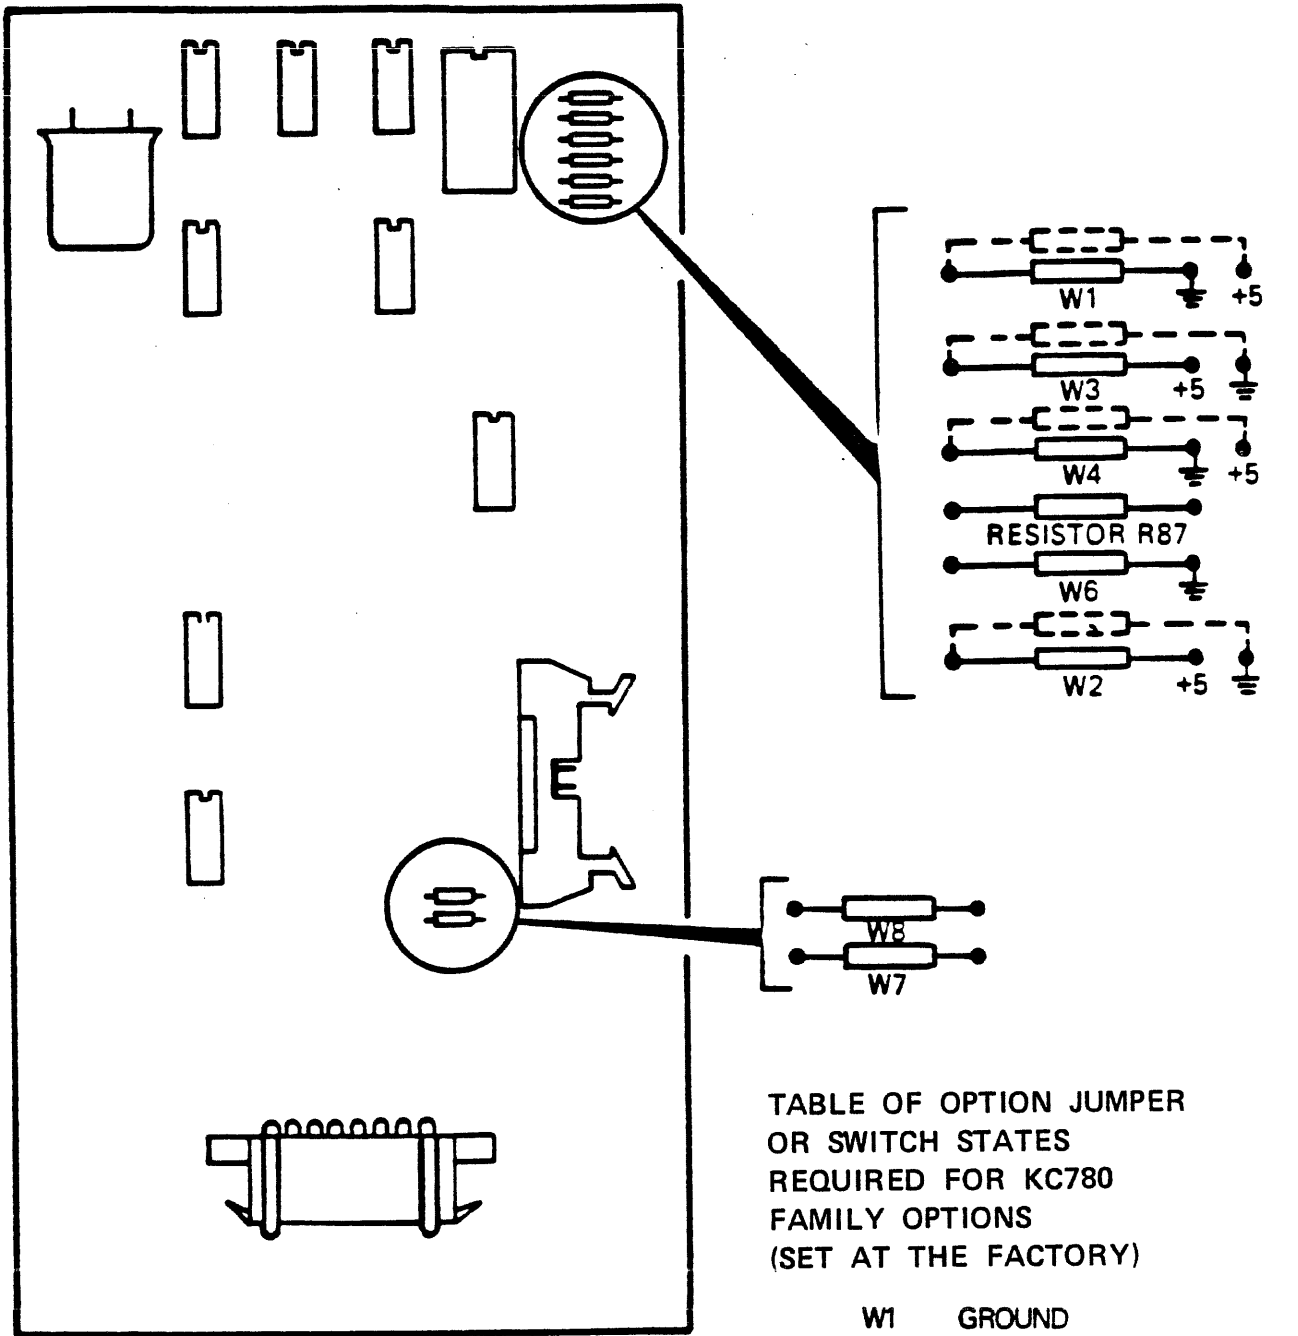 W1 +5
W3 +5
W4 +5
RESISTOR R87
W6
W2 +5
W8
W7
TABLE OF OPTION JUMPER
OR SWITCH STATES
REQUIRED FOR KC780
FAMILY OPTIONS
(SET AT THE FACTORY)
W1 GROUND